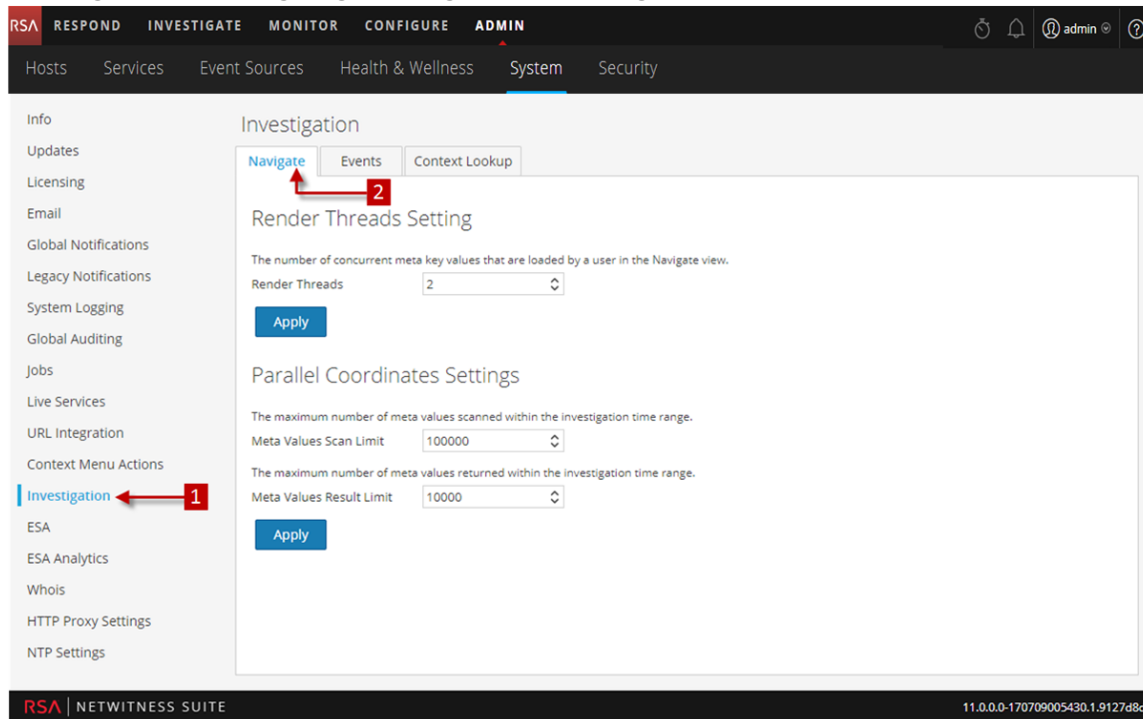 RSA RESPOND INVESTIGATE MONITOR CONFIGURE ADMIN admin
Hosts Services Event Sources Health & Wellness System Security
Info
Updates
Licensing
Email
Global Notifications
Legacy Notifications
System Logging
Global Auditing
Jobs
Live Services
URL Integration
Context Menu Actions
Investigation
1
ESA
ESA Analytics
Whois
HTTP Proxy Settings
NTP Settings
Investigation
Navigate Events Context Lookup
2
Render Threads Setting
The number of concurrent meta key values that are loaded by a user in the Navigate view.
Render Threads 2
Apply
Parallel Coordinates Settings
The maximum number of meta values scanned within the investigation time range.
Meta Values Scan Limit 100000
The maximum number of meta values returned within the investigation time range.
Meta Values Result Limit 10000
Apply
RSA | NETWITNESS SUITE 11.0.0.0-170709005430.1.9127d8